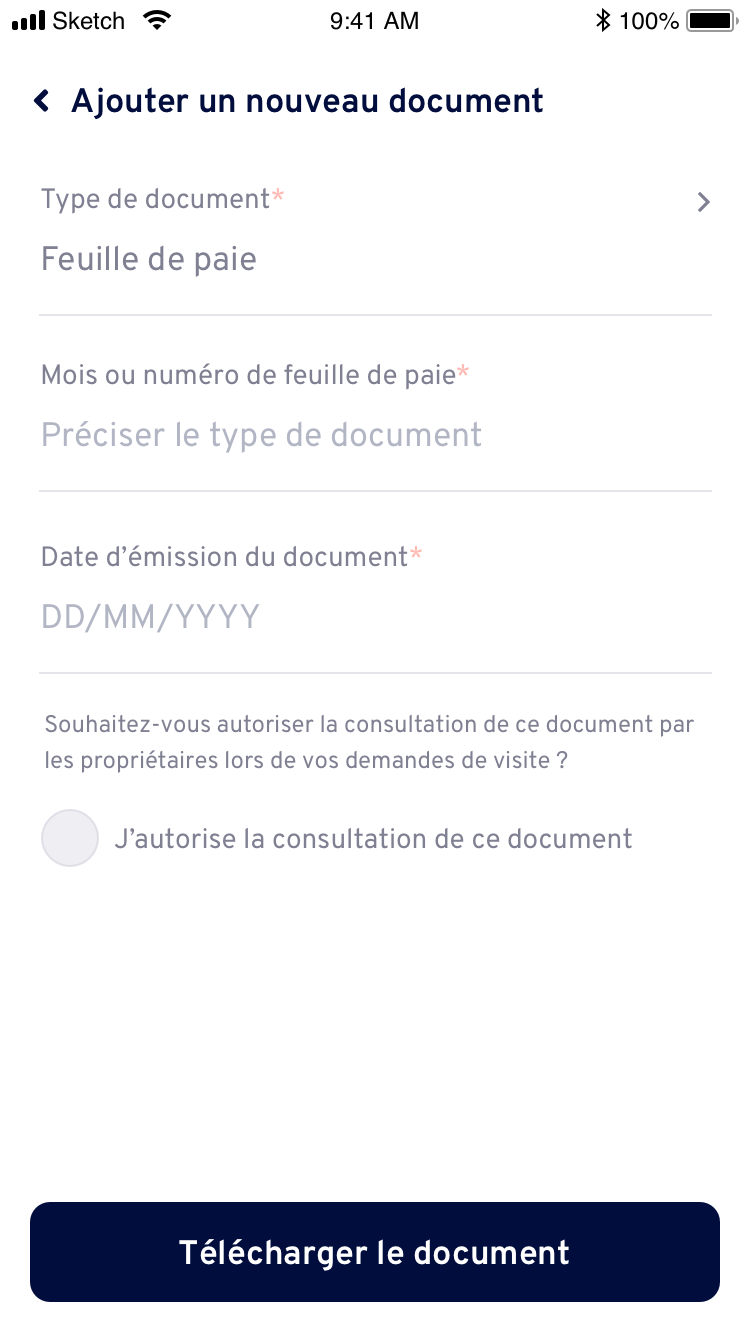 Sketch 9:41 AM 100%
Ajouter un nouveau document
Type de document*
Feuille de paie
Mois ou numéro de feuille de paie*
Préciser le type de document
Date d’émission du document*
DD/MM/YYYY
Souhaitez-vous autoriser la consultation de ce document par
les propriétaires lors de vos demandes de visite ?
J’autorise la consultation de ce document
Télécharger le document